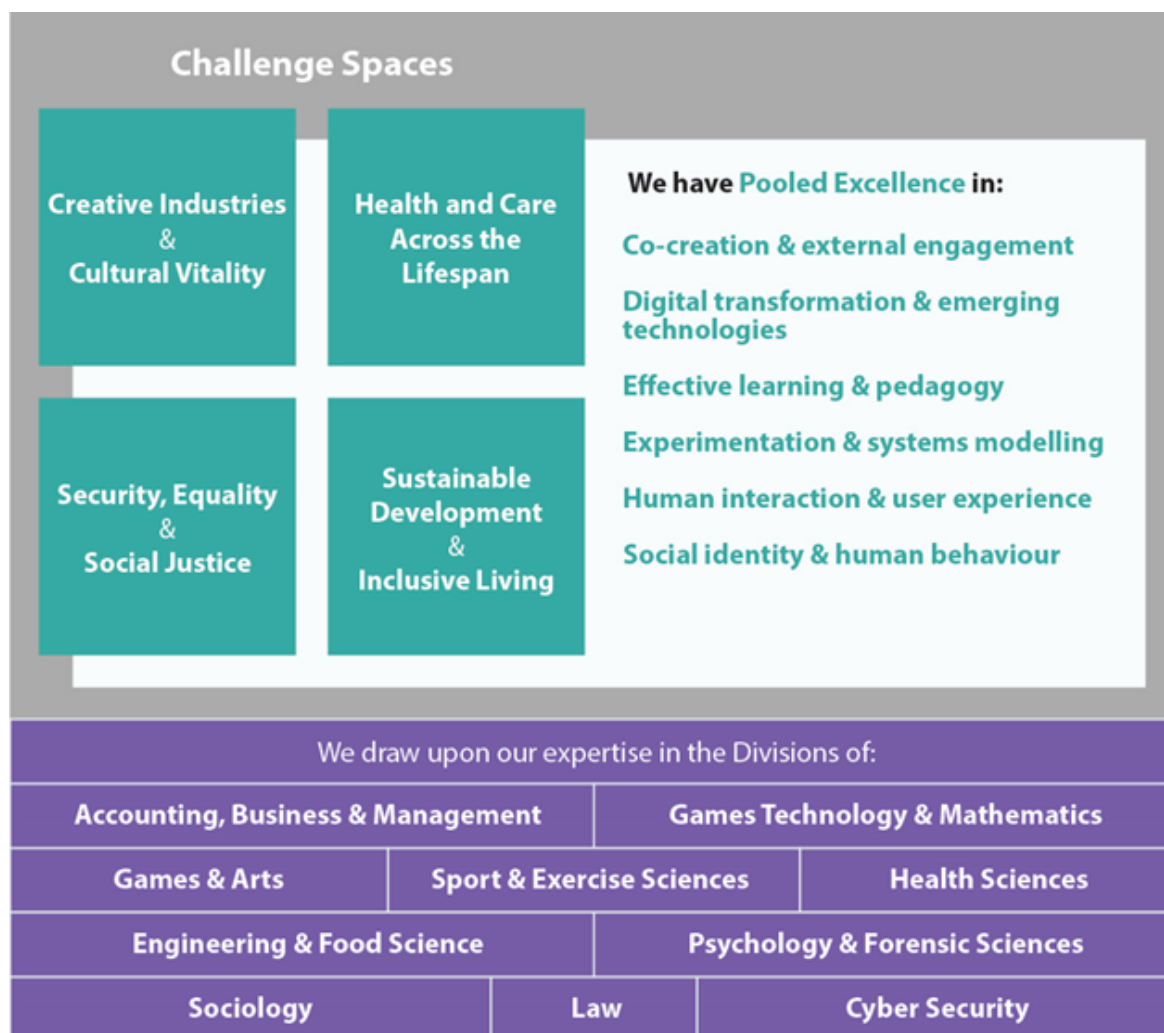 Challenge Spaces
Creative Industries
&
Cultural Vitality
Health and Care
Across the
Lifespan
Security, Equality
&
Social Justice
Sustainable
Development
&
Inclusive Living
We have Pooled Excellence in:
Co-creation & external engagement
Digital transformation & emerging
technologies
Effective learning & pedagogy
Experimentation & systems modelling
Human interaction & user experience
Social identity & human behaviour
We draw upon our expertise in the Divisions of:
Accounting, Business & Management
Games Technology & Mathematics
Games & Arts
Sport & Exercise Sciences
Health Sciences
Engineering & Food Science
Psychology & Forensic Sciences
Sociology
Law
Cyber Security